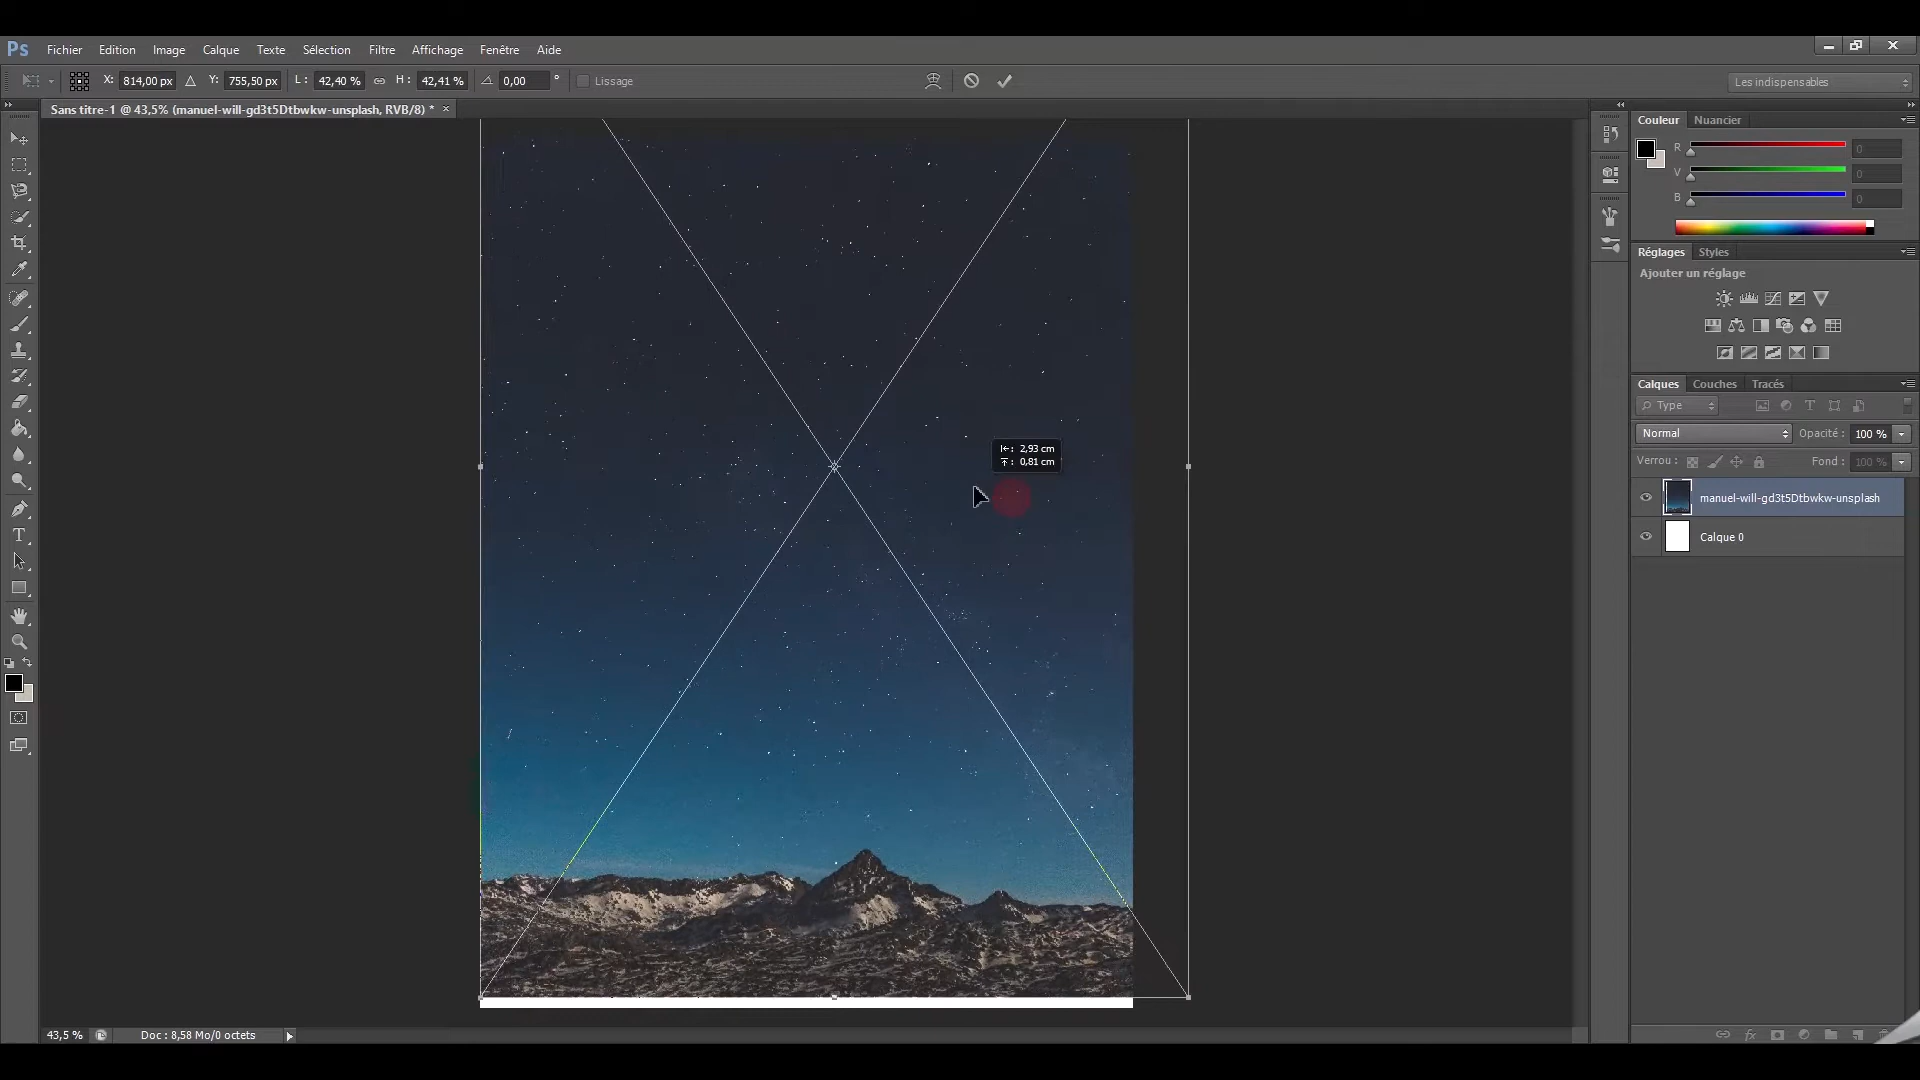 Ps Fichier Edition Image Calque Texte Sélection Filtre Affichage Fenêtre Aide
X: 814,00 px Y: 755,50 px L: 42,40 % H: 42,41 % 0,00 ° Lissage Les indispensables
Sans titre-1 @ 43,5% (manuel-will-gd3t5Dtbwkw-unsplash, RVB/8) * ×
Couleur Nuancier
R 0
V 0
B 0
Réglages Styles
Ajouter un réglage
Calques Couches Tracés
Type
Normal Opacité : 100 %
Verrou : Fond : 100 %
2,93 cm
0,81 cm
manuel-will-gd3t5Dtbwkw-unsplash
Calque 0
43,5 % Doc : 8,58 Mo/0 octets